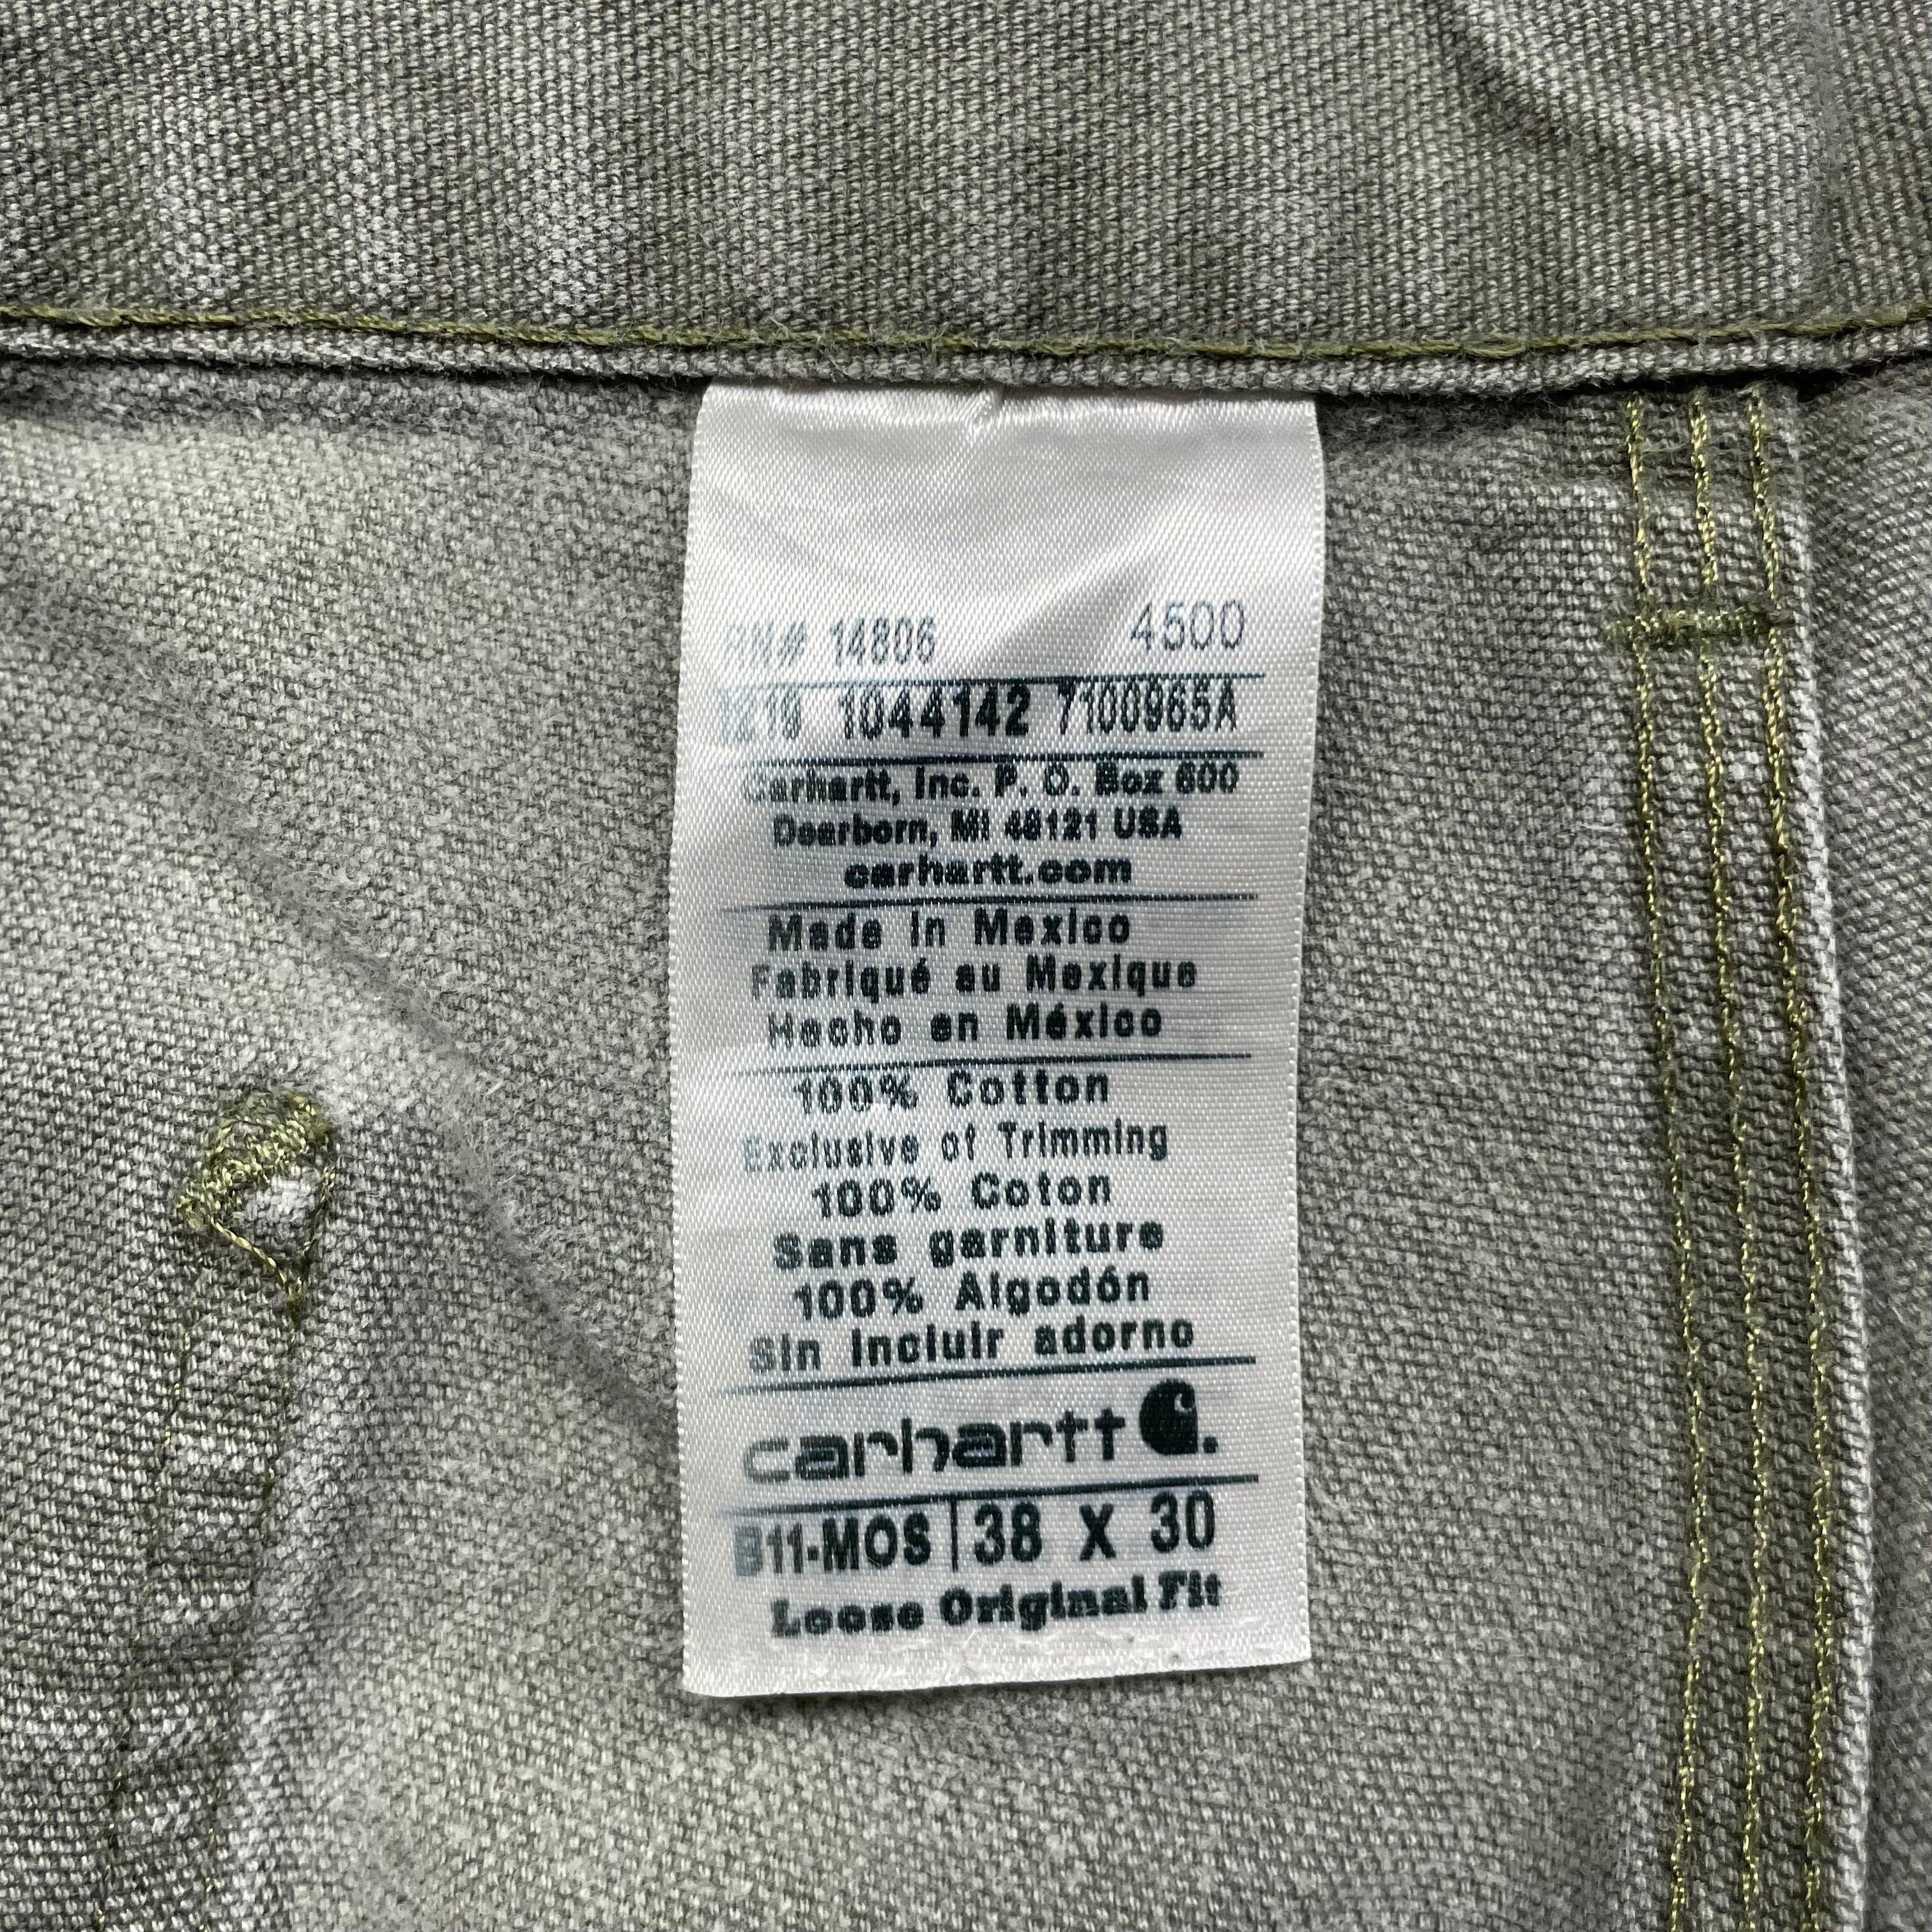 RN# 14806 4500
1219 1044142 7100965A
Carhartt, Inc. P. O. Box 600
Dearborn, MI 48121 USA
carhartt.com
Made in Mexico
Fabriqué au Mexique
Hecho en México
100% Cotton
Exclusive of Trimming
100% Coton
Sans garniture
100% Algodón
Sin incluir adorno
carhartt
B11-MOS 38 X 30
Loose Original Fit